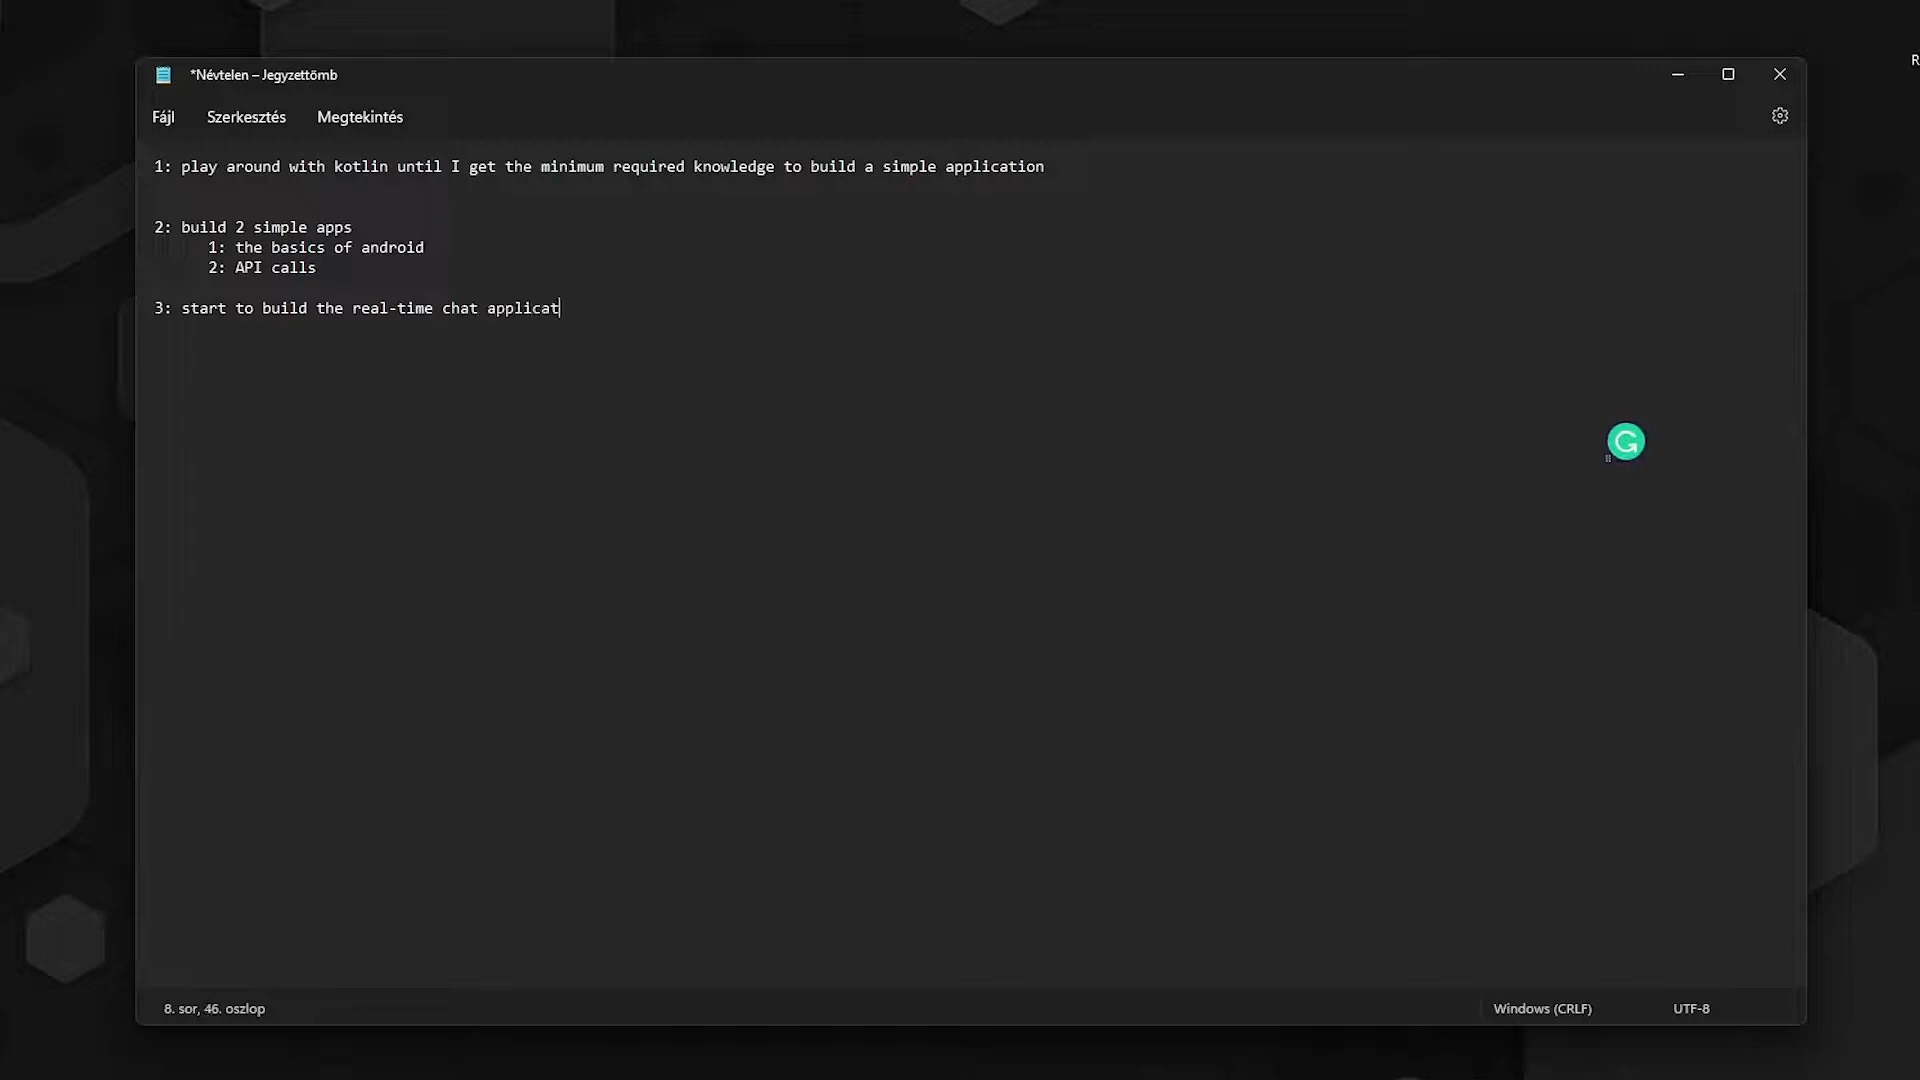 *Névtelen – Jegyzettömb
R
Fájl Szerkesztés Megtekintés
1: play around with kotlin until I get the minimum required knowledge to build a simple application
2: build 2 simple apps
1: the basics of android
2: API calls
3: start to build the real-time chat applicat
8. sor, 46. oszlop Windows (CRLF) UTF-8